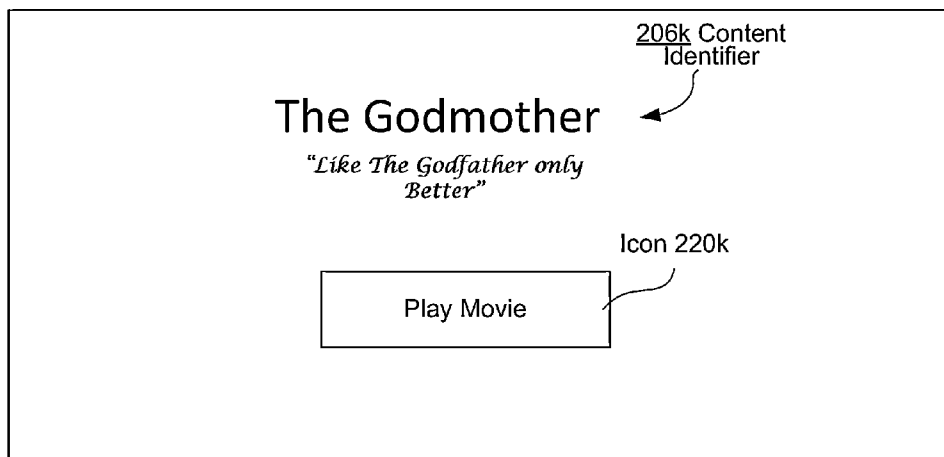 206k Content
Identifier
The Godmother
“Like The Godfather only
Better”
Icon 220k
Play Movie